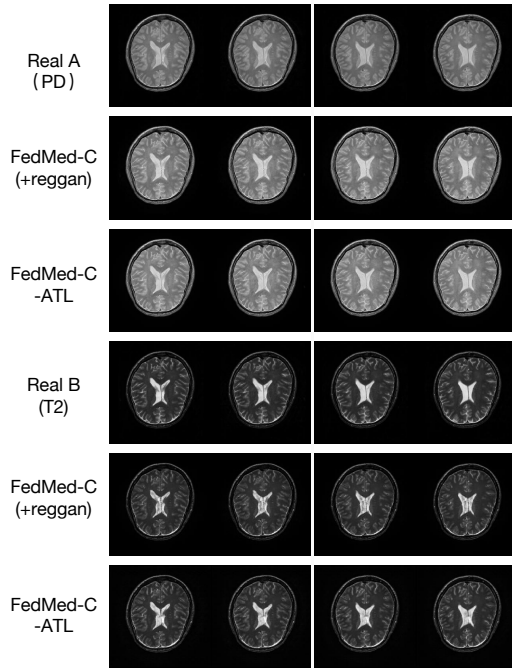 Real A
(PD)
FedMed-C
(+reggan)
FedMed-C
-ATL
Real B
(T2)
FedMed-C
(+reggan)
FedMed-C
-ATL